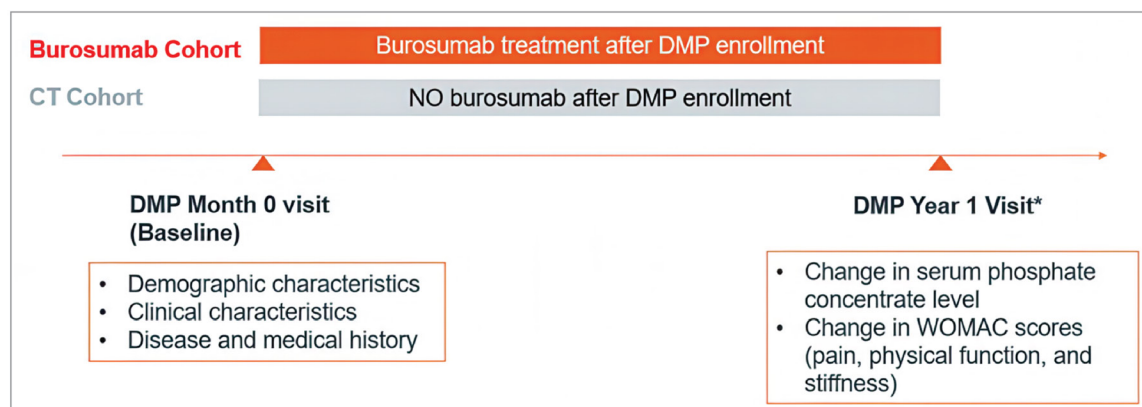 Burosumab Cohort
Burosumab treatment after DMP enrollment
CT Cohort
NO burosumab after DMP enrollment
DMP Month 0 visit
(Baseline)
• Demographic characteristics
• Clinical characteristics
• Disease and medical history
DMP Year 1 Visit*
• Change in serum phosphate
concentrate level
• Change in WOMAC scores
(pain, physical function, and
stiffness)